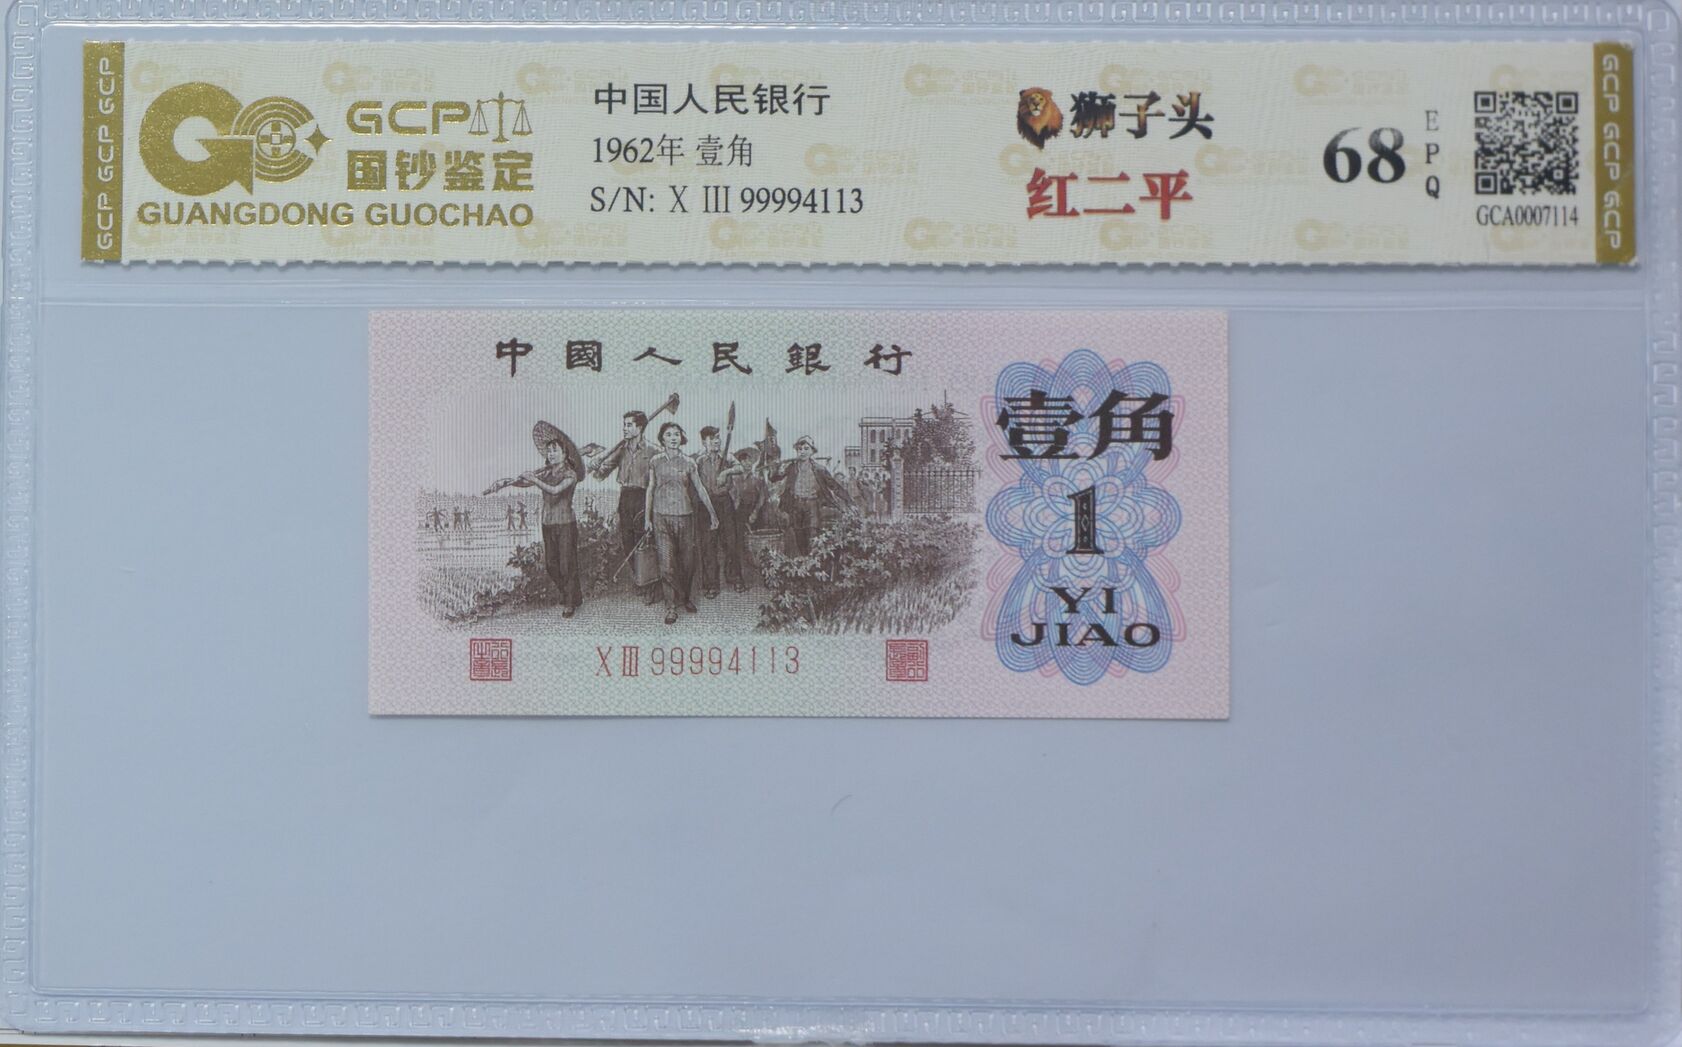 GCP GCP GCP
GCP
国钞鉴定
GUANGDONG GUOCHAO
中国人民银行
1962年 壹角
S/N: X III 99994113
狮子头
红二平
68
EPQ
GCA0007114
GCP GCP GCP
中國人民銀行
壹角
1
YI
JIAO
X III 99994113